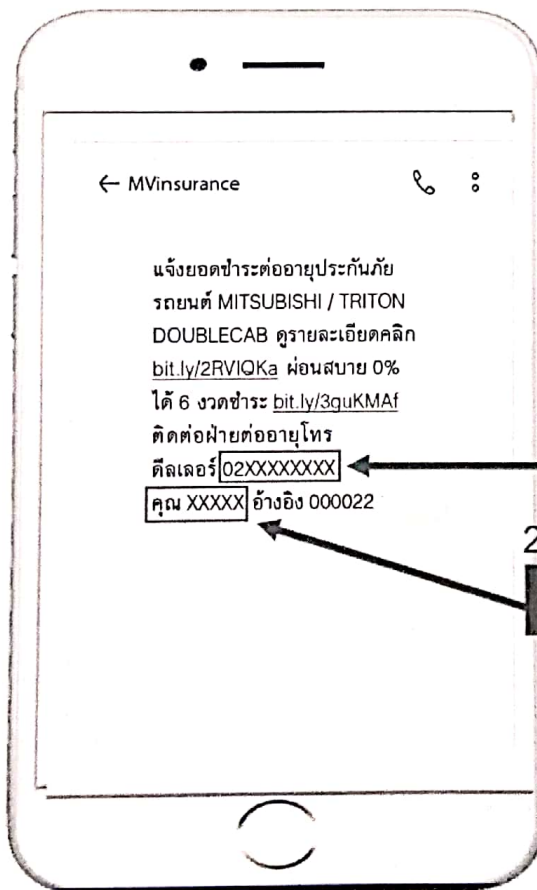 ← MVinsurance
แจ้งยอดชำระต่ออายุประกันภัย
รถยนต์ MITSUBISHI / TRITON
DOUBLECAB ดูรายละเอียดคลิก
bit.ly/2RVIQKa ผ่อนสบาย 0%
ได้ 6 งวดชำระ bit.ly/3guKMAf
ติดต่อฝ่ายต่ออายุโทร
ดีลเลอร์ 02XXXXXXXX
คุณ XXXXX อ้างอิง 000022
2